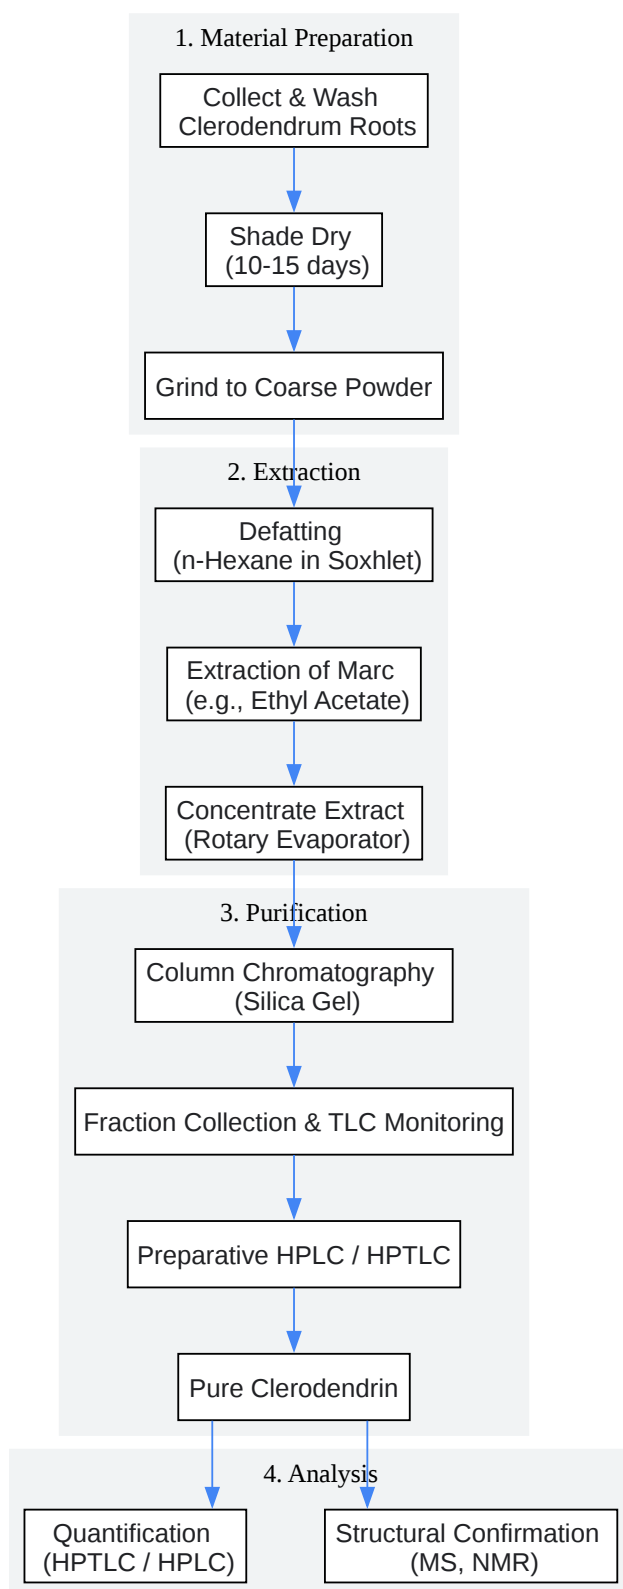 1. Material Preparation
Collect & Wash
Clerodendrum Roots
Shade Dry
(10-15 days)
Grind to Coarse Powder
2. Extraction
Defatting
(n-Hexane in Soxhlet)
Extraction of Marc
(e.g., Ethyl Acetate)
Concentrate Extract
(Rotary Evaporator)
3. Purification
Column Chromatography
(Silica Gel)
Fraction Collection & TLC Monitoring
Preparative HPLC / HPTLC
Pure Clerodendrin
4. Analysis
Quantification
(HPTLC / HPLC)
Structural Confirmation
(MS, NMR)